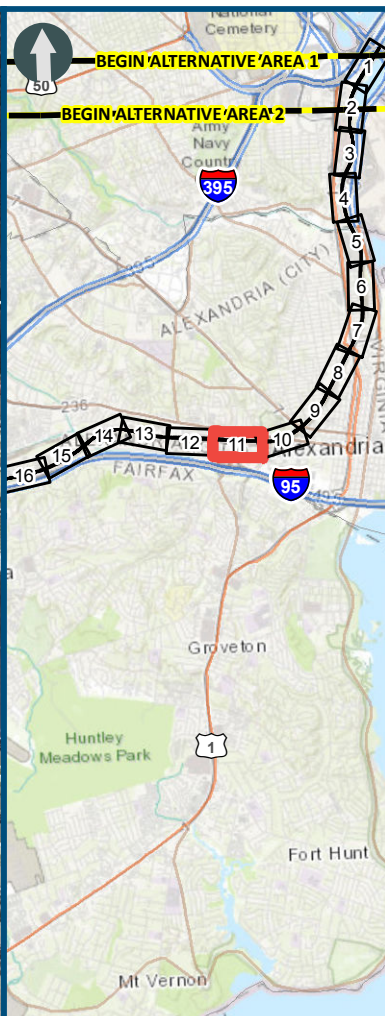 National
Cemetery
50
BEGIN ALTERNATIVE AREA 1
1
BEGIN ALTERNATIVE AREA 2
2
Army
Navy
Country
3
395
4
5
395
ALEXANDRIA (CITY)
6
7
VIRGINIA
8
236
9
10
11
12
13
14
15
16
Alexandria
FAIRFAX
95
495
Groveton
Huntley
Meadows Park
1
Fort Hunt
Mt Vernon